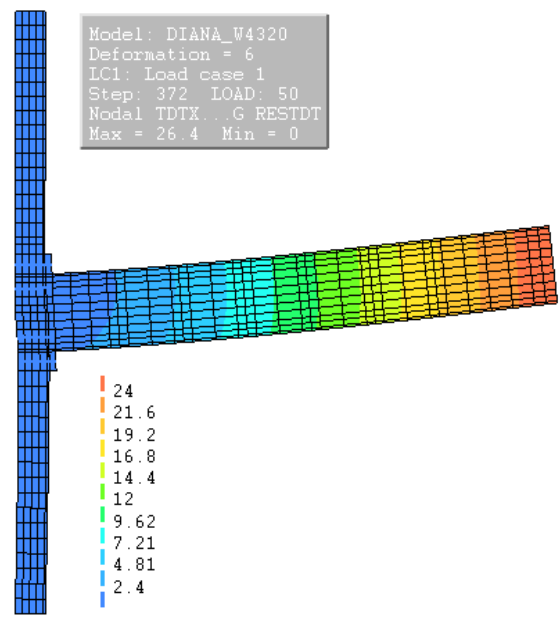 Model: DIANA_W4320
Deformation = 6
LC1: Load case 1
Step: 372 LOAD: 50
Nodal TDTX...G RESTDT
Max = 26.4 Min = 0
24
21.6
19.2
16.8
14.4
12
9.62
7.21
4.81
2.4